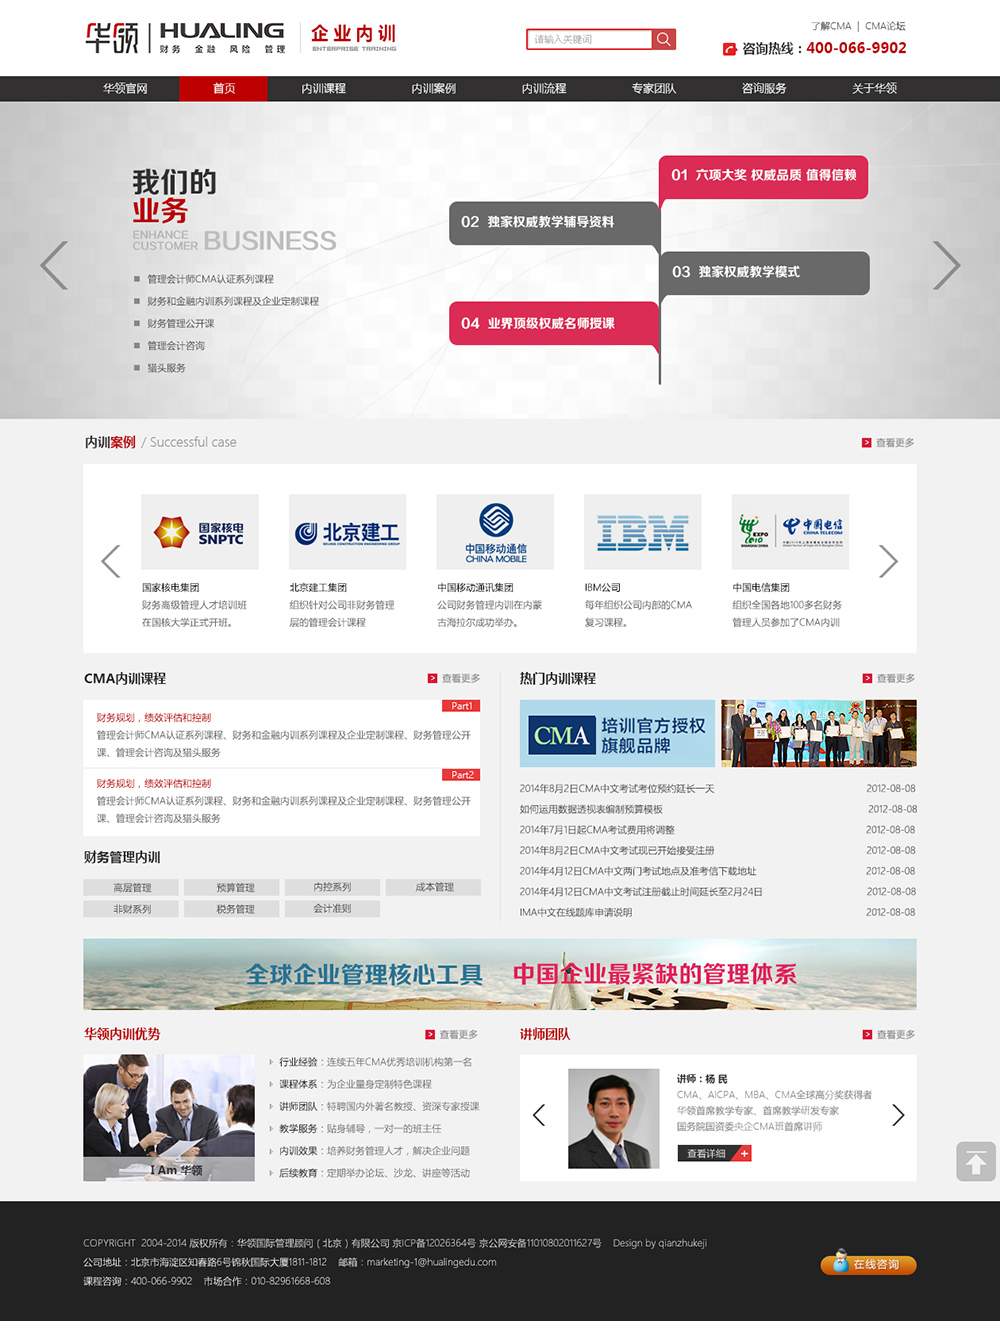 华领 HUALING 企业内训
财务 金融 风险 管理 ENTERPRISE TRAINING
请输入关键词
了解CMA | CMA论坛
咨询热线：400-066-9902
华领官网 首页 内训课程 内训案例 内训流程 专家团队 咨询服务 关于华领
我们的
业务
ENHANCE
CUSTOMER BUSINESS
管理会计师CMA认证系列课程
财务和金融内训系列课程及企业定制课程
财务管理公开课
管理会计咨询
猎头服务
01 六项大奖 权威品质 值得信赖
02 独家权威教学辅导资料
03 独家权威教学模式
04 业界顶级权威名师授课
内训案例 / Successful case
查看更多
国家核电
SNPTC
北京建工
BEIJING CONSTRUCTION ENGINEERING GROUP
中国移动通信
CHINA MOBILE
IBM
EXPO
2010
SHANGHAI CHINA
中国电信
CHINA TELECOM
国家核电集团
财务高级管理人才培训班
在国核大学正式开班。
北京建工集团
组织针对公司非财务管理
层的管理会计课程
中国移动通讯集团
公司财务管理内训在内蒙
古海拉尔成功举办。
IBM公司
每年组织公司内部的CMA
复习课程。
中国电信集团
组织全国各地100多名财务
管理人员参加了CMA内训
CMA内训课程
查看更多
Part1
财务规划，绩效评估和控制
管理会计师CMA认证系列课程、财务和金融内训系列课程及企业定制课程、财务管理公开
课、管理会计咨询及猎头服务
Part2
财务规划，绩效评估和控制
管理会计师CMA认证系列课程、财务和金融内训系列课程及企业定制课程、财务管理公开
课、管理会计咨询及猎头服务
财务管理内训
高层管理 预算管理 内控系列 成本管理
非财系列 税务管理 会计准则
热门内训课程
查看更多
CMA 培训官方授权
旗舰品牌
2014年8月2日CMA中文考试考位预约延长一天 2012-08-08
如何运用数据透视表编制预算模板 2012-08-08
2014年7月1日起CMA考试费用将调整 2012-08-08
2014年8月2日CMA中文考试现已开始接受注册 2012-08-08
2014年4月12日CMA中文两门考试地点及准考信下载地址 2012-08-08
2014年4月12日CMA中文考试注册截止时间延长至2月24日 2012-08-08
IMA中文在线题库申请说明 2012-08-08
全球企业管理核心工具 中国企业最紧缺的管理体系
华领内训优势
查看更多
I Am 华领
行业经验：连续五年CMA优秀培训机构第一名
课程体系：为企业量身定制特色课程
讲师团队：特聘国内外著名教授、资深专家授课
教学服务：贴身辅导，一对一的班主任
内训效果：培养财务管理人才，解决企业问题
后续教育：定期举办论坛、沙龙、讲座等活动
讲师团队
查看更多
讲师：杨 民
CMA、AICPA、MBA、CMA全球高分奖获得者
华领首席教学专家、首席教学研发专家
国务院国资委央企CMA班首席讲师
查看详细 +
COPYRIGHT 2004-2014 版权所有：华领国际管理顾问（北京）有限公司 京ICP备12026364号 京公网安备11010802011627号 Design by qianzhukeji
公司地址：北京市海淀区知春路6号锦秋国际大厦1811-1812 邮箱：marketing-1@hualingedu.com
课程咨询：400-066-9902 市场合作：010-82961668-608
在线咨询